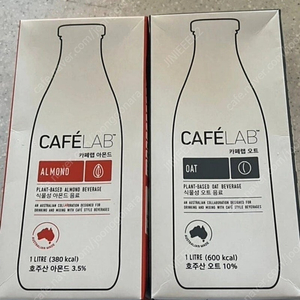 CAFÉLAB™
카페랩 아몬드
ALMOND
PLANT-BASED ALMOND BEVERAGE
식물성 아몬드 음료
AN AUSTRALIAN COLLABORATION DESIGNED FOR
DRINKING AND MIXING WITH CAFE STYLE BEVERAGES
1 LITRE (380 kcal)
호주산 아몬드 3.5%
CAFÉLAB™
카페랩 오트
OAT
PLANT-BASED OAT BEVERAGE
식물성 오트 음료
AN AUSTRALIAN COLLABORATION DESIGNED FOR
DRINKING AND MIXING WITH CAFE STYLE BEVERAGES
1 LITRE (600 kcal)
호주산 오트 10%